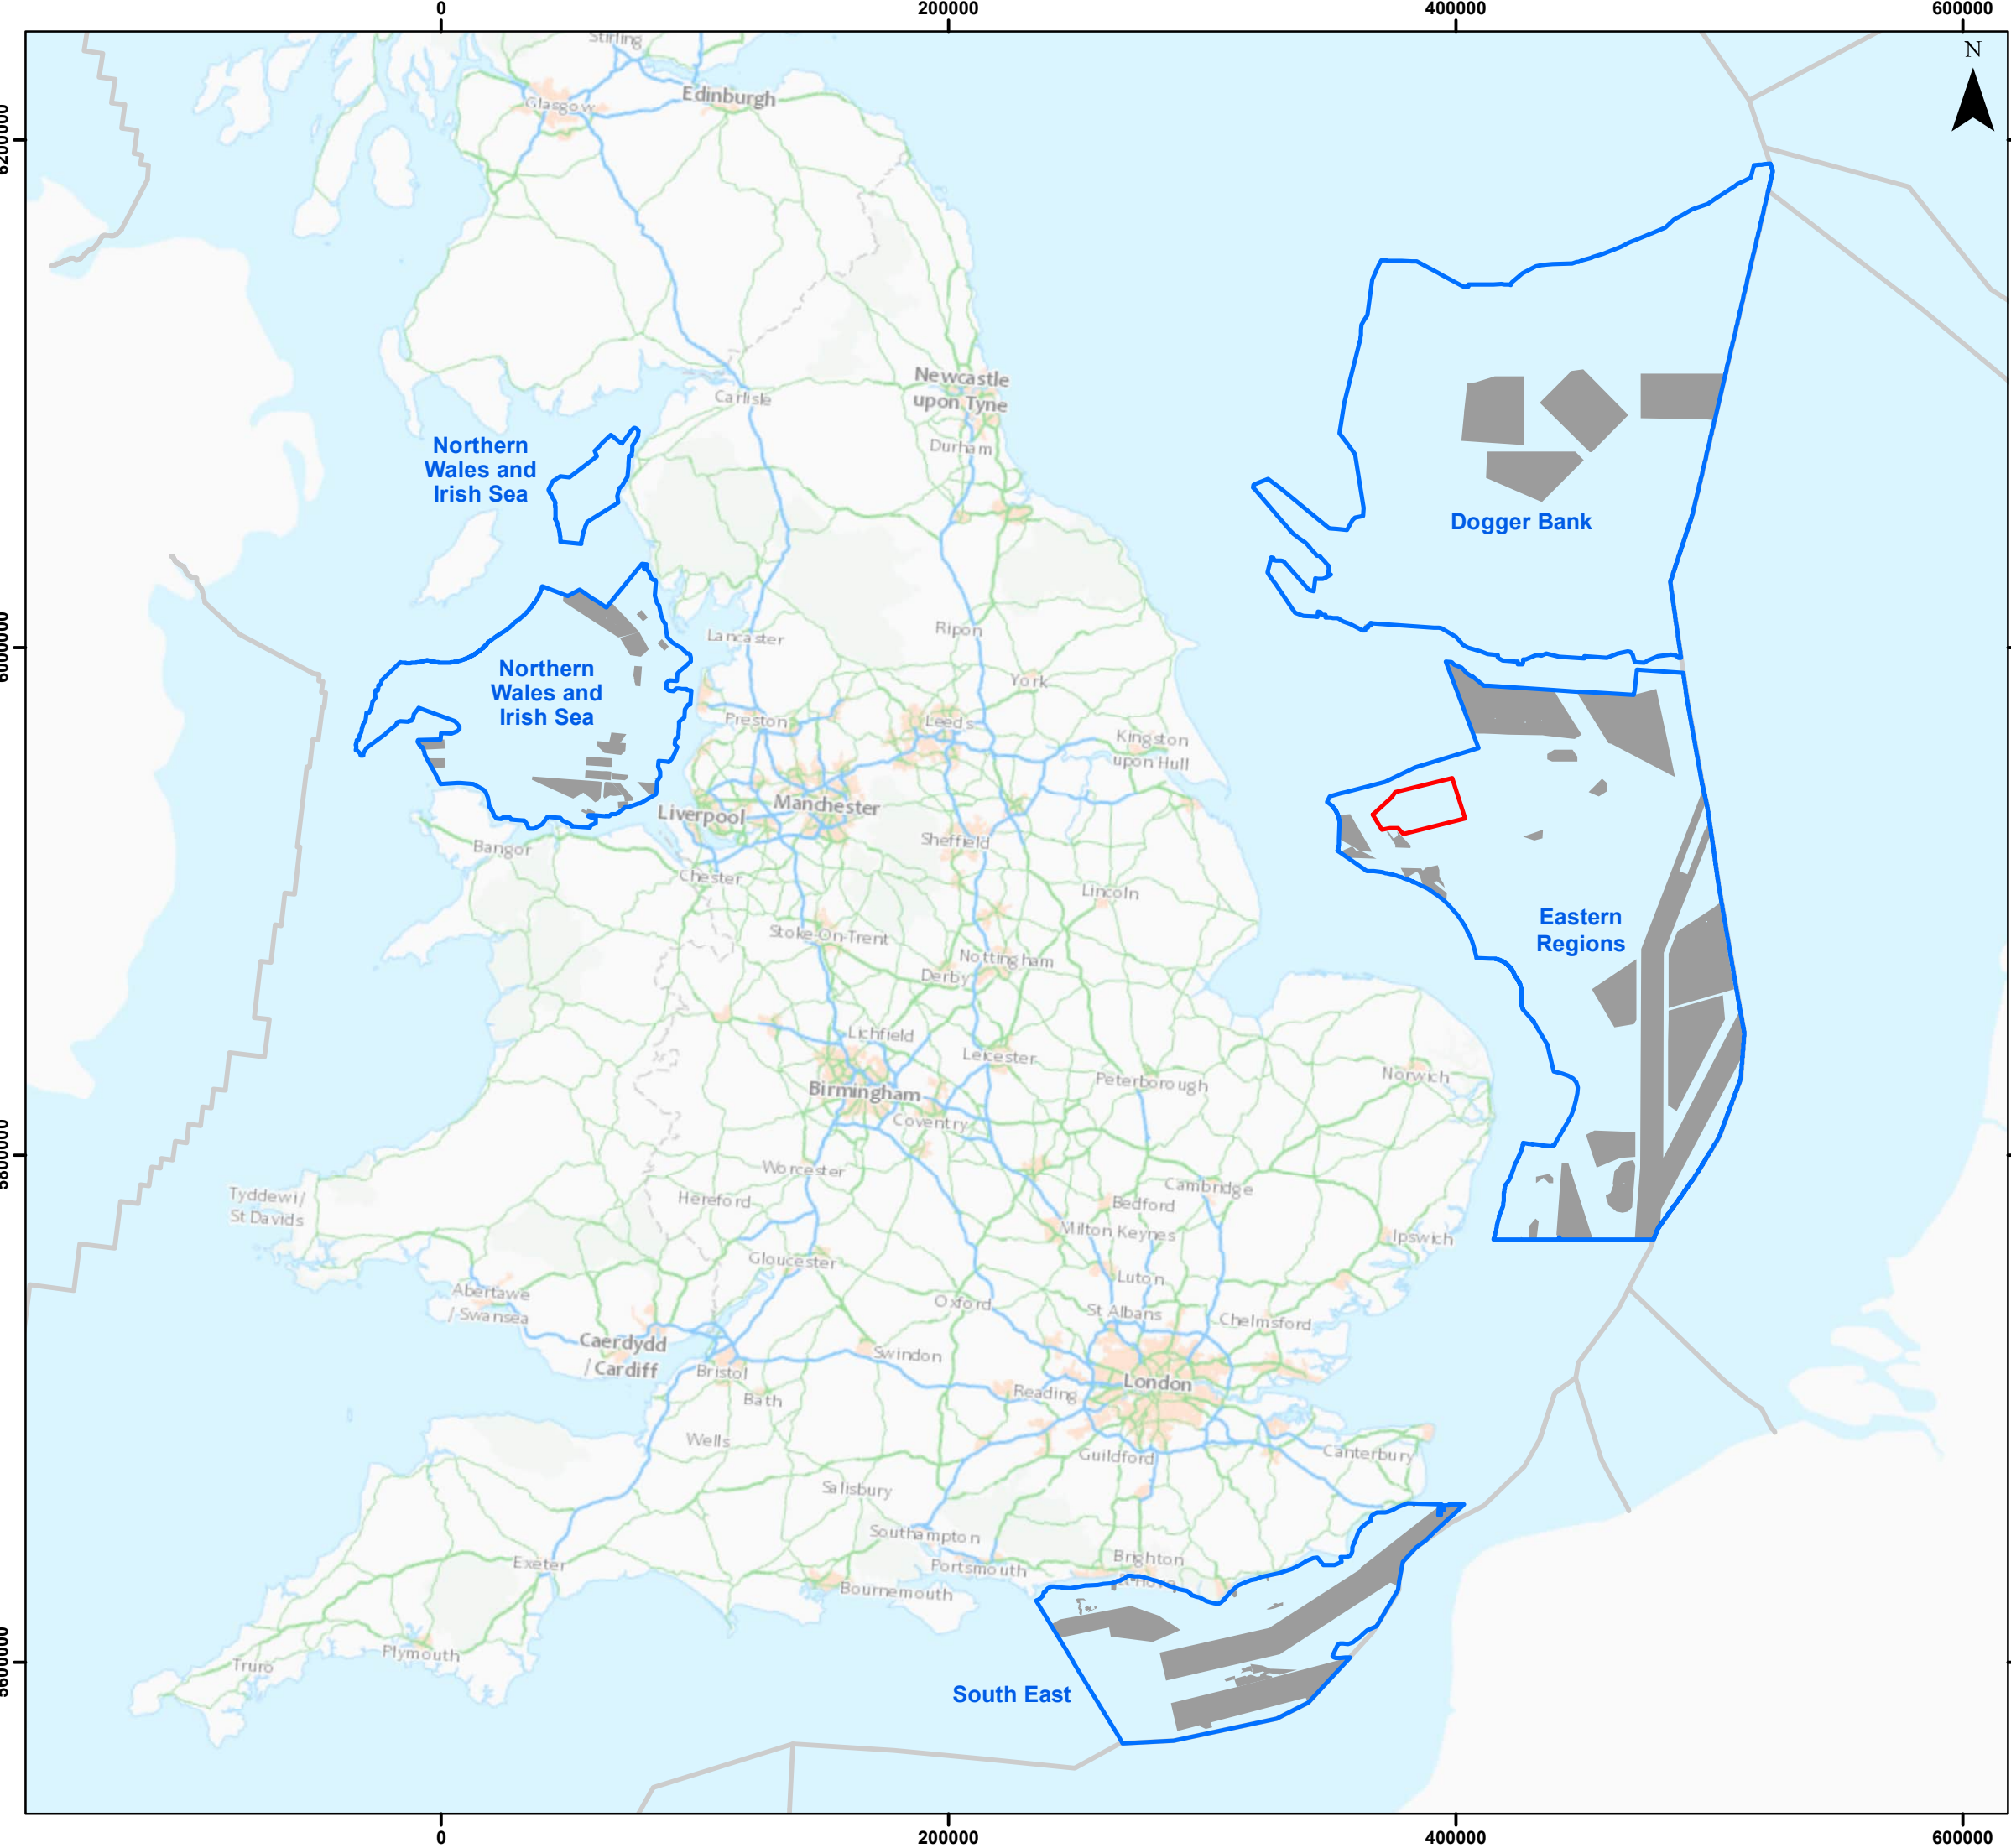 0
200000
400000
600000
N
Stirling
Edinburgh
Glasgow
6200000
Newcastle
upon Tyne
Carlisle
Durham
Northern
Wales and
Irish Sea
Dogger Bank
6000000
Lancaster
Ripon
Northern
Wales and
Irish Sea
York
Preston
Leeds
Kingston
upon Hull
Manchester
Liverpool
Sheffield
Bangor
Chester
Lincoln
Eastern
Regions
Stoke-On-Trent
Nottingham
Derby
Lichfield
Leicester
Norwich
Peterborough
Birmingham
Coventry
5800000
Worcester
Cambridge
Tyddewi/
St Davids
Hereford
Bedford
Milton Keynes
Ipswich
Gloucester
Luton
Abertawe
/ Swansea
Oxford
St Albans
Chelmsford
Caerdydd
/ Cardiff
Swindon
Bristol
London
Reading
Bath
Wells
Guildford
Canterbury
Salisbury
Southampton
Exeter
Brighton
Portsmouth
Bournemouth
Plymouth
Truro
5600000
South East
0
200000
400000
600000